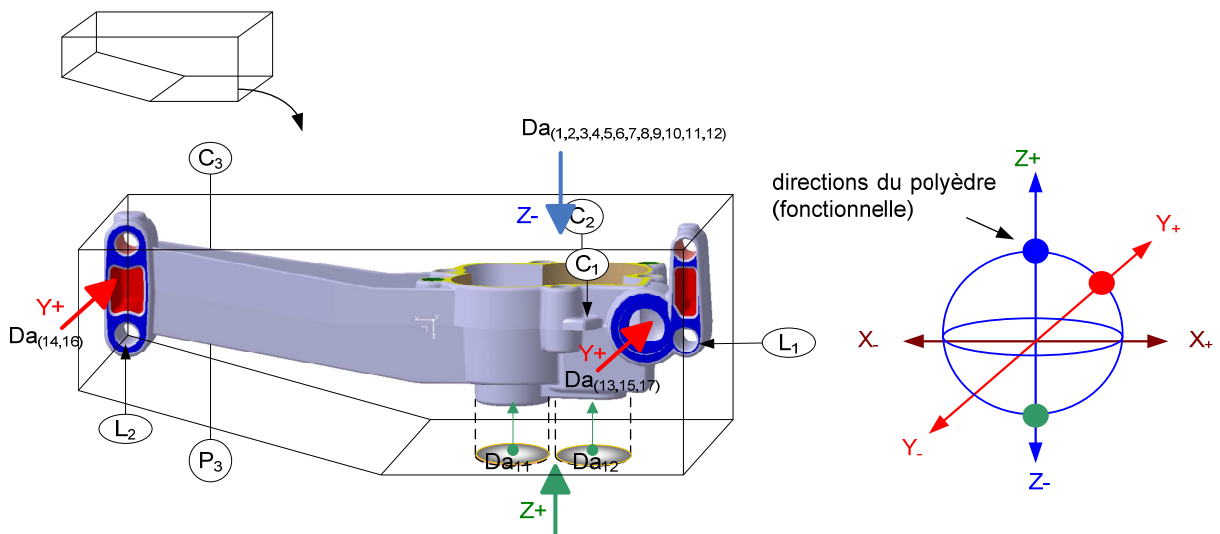 Da(1,2,3,4,5,6,7,8,9,10,11,12)
C3
Z-
C2
C1
Y+
Da(14,16)
Y+
Da(13,15,17)
L1
L2
P3
Da11
Da12
Z+
directions du polyèdre
(fonctionnelle)
Z+
Y+
X-
X+
Y-
Z-